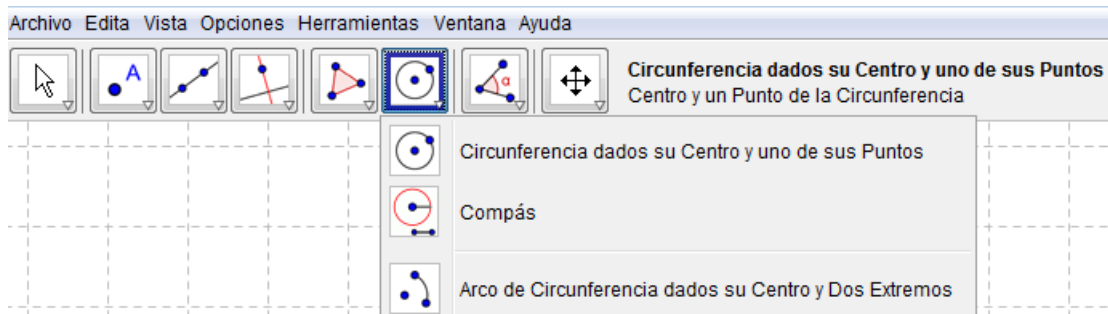 Archivo Edita Vista Opciones Herramientas Ventana Ayuda
A
α
Circunferencia dados su Centro y uno de sus Puntos
Centro y un Punto de la Circunferencia
Circunferencia dados su Centro y uno de sus Puntos
Compás
Arco de Circunferencia dados su Centro y Dos Extremos